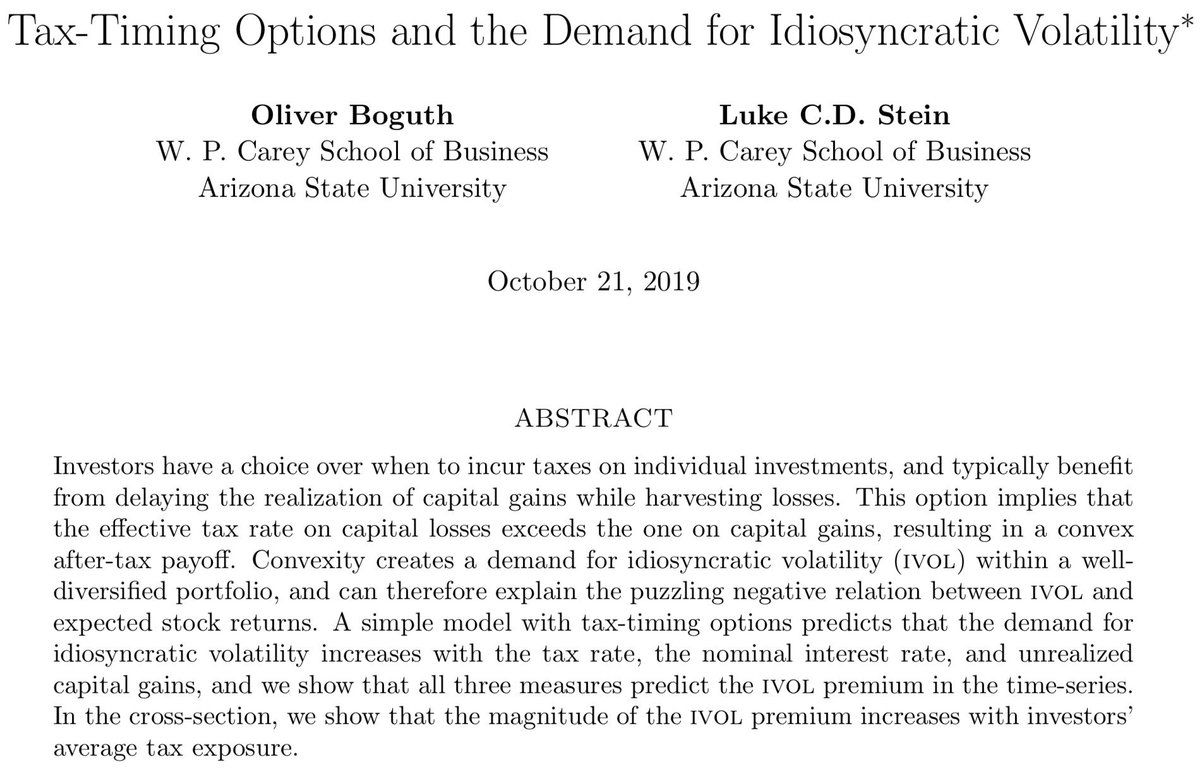 Tax-Timing Options and the Demand for Idiosyncratic Volatility*
Oliver Boguth
W. P. Carey School of Business
Arizona State University
Luke C.D. Stein
W. P. Carey School of Business
Arizona State University
October 21, 2019
ABSTRACT
Investors have a choice over when to incur taxes on individual investments, and typically benefit
from delaying the realization of capital gains while harvesting losses. This option implies that
the effective tax rate on capital losses exceeds the one on capital gains, resulting in a convex
after-tax payoff. Convexity creates a demand for idiosyncratic volatility (IVOL) within a well-
diversified portfolio, and can therefore explain the puzzling negative relation between IVOL and
expected stock returns. A simple model with tax-timing options predicts that the demand for
idiosyncratic volatility increases with the tax rate, the nominal interest rate, and unrealized
capital gains, and we show that all three measures predict the IVOL premium in the time-series.
In the cross-section, we show that the magnitude of the IVOL premium increases with investors'
average tax exposure.